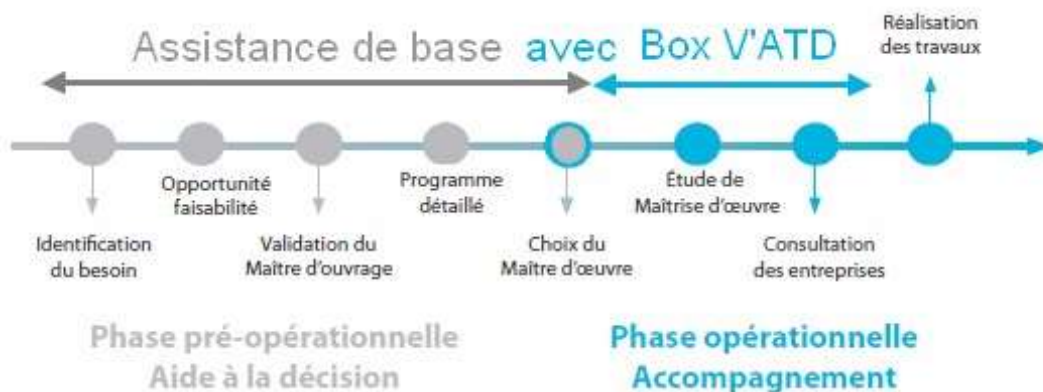 Assistance de base avec Box V'ATD
Réalisation
des travaux
Opportunité
faisabilité
Programme
détaillé
Étude de
Maîtrise d'œuvre
Identification
du besoin
Validation du
Maître d'ouvrage
Choix du
Maître d'œuvre
Consultation
des entreprises
Phase pré-opérationnelle
Aide à la décision
Phase opérationnelle
Accompagnement